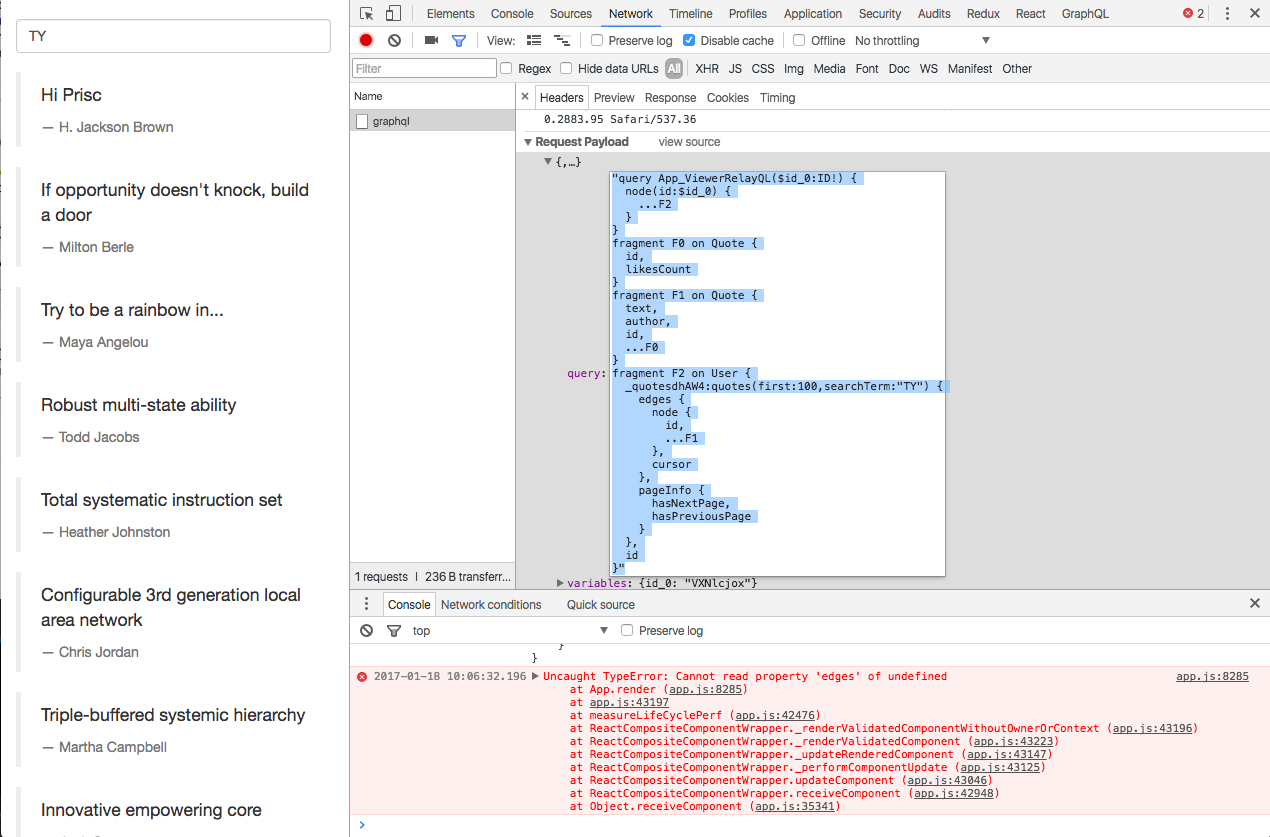 TY
Hi Prisc
— H. Jackson Brown
If opportunity doesn't knock, build
a door
— Milton Berle
Try to be a rainbow in...
— Maya Angelou
Robust multi-state ability
— Todd Jacobs
Total systematic instruction set
— Heather Johnston
Configurable 3rd generation local
area network
— Chris Jordan
Triple-buffered systemic hierarchy
— Martha Campbell
Innovative empowering core
Elements Console Sources Network Timeline Profiles Application Security Audits Redux React GraphQL 2
View: Preserve log Disable cache Offline No throttling
Filter Regex Hide data URLs All XHR JS CSS Img Media Font Doc WS Manifest Other
Name
graphql
1 requests | 236 B transferr...
Headers Preview Response Cookies Timing
0.2883.95 Safari/537.36
Request Payload view source
{,…}
"query App_ViewerRelayQL($id_0:ID!) {
node(id:$id_0) {
...F2
}
}
fragment F0 on Quote {
id,
likesCount
}
fragment F1 on Quote {
text,
author,
id,
...F0
}
query: fragment F2 on User {
_quotesdhAW4:quotes(first:100,searchTerm:"TY") {
edges {
node {
id,
...F1
},
cursor
},
pageInfo {
hasNextPage,
hasPreviousPage
}
},
id
}"
variables: {id_0: "VXNlcjox"}
Console Network conditions Quick source
top Preserve log
}
}
2017-01-18 10:06:32.196 Uncaught TypeError: Cannot read property 'edges' of undefined app.js:8285
at App.render (app.js:8285)
at app.js:43197
at measureLifeCyclePerf (app.js:42476)
at ReactCompositeComponentWrapper._renderValidatedComponentWithoutOwnerOrContext (app.js:43196)
at ReactCompositeComponentWrapper._renderValidatedComponent (app.js:43223)
at ReactCompositeComponentWrapper._updateRenderedComponent (app.js:43147)
at ReactCompositeComponentWrapper._performComponentUpdate (app.js:43125)
at ReactCompositeComponentWrapper.updateComponent (app.js:43046)
at ReactCompositeComponentWrapper.receiveComponent (app.js:42948)
at Object.receiveComponent (app.js:35341)